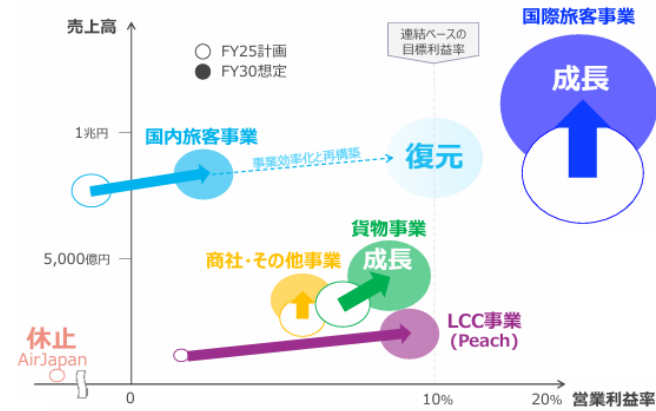 国際旅客事業
売上高
連結ベースの
目標利益率
FY25計画
FY30想定
成長
1兆円
国内旅客事業
事業効率化と再構築
復元
貨物事業
5,000億円
商社・その他事業
成長
LCC事業
(Peach)
休止
AirJapan
0
10%
20%
営業利益率